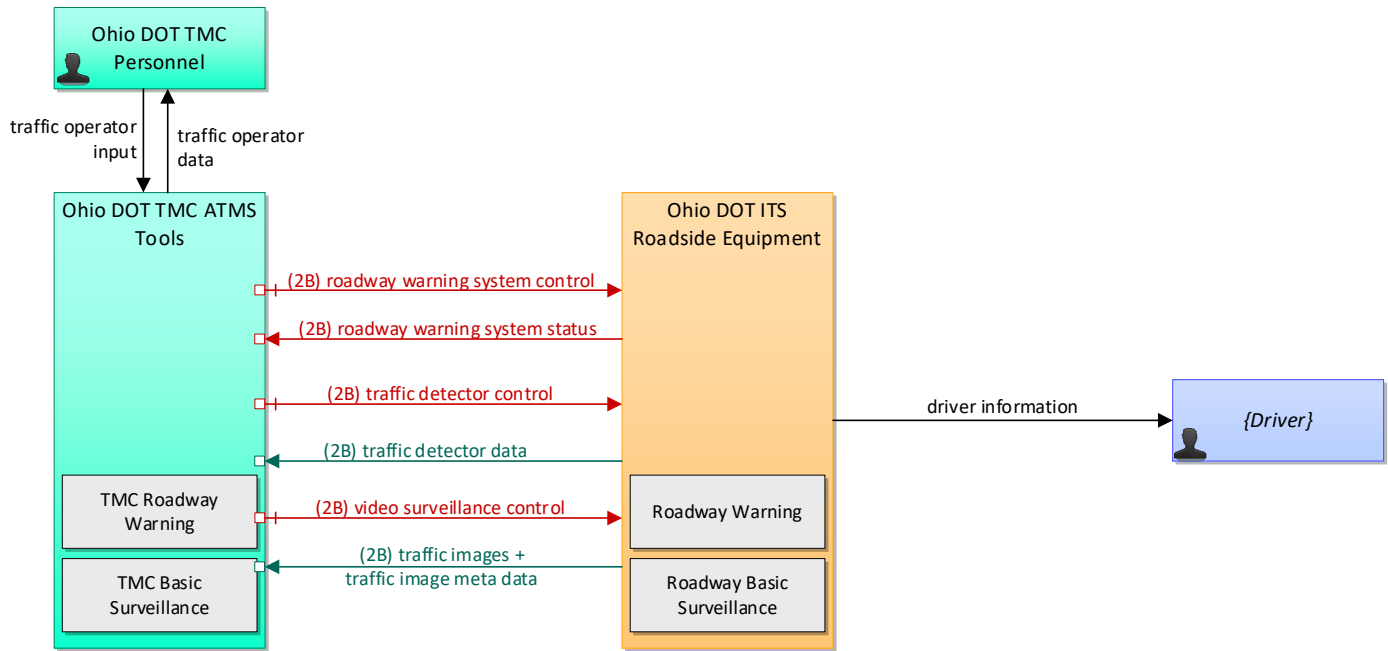 Ohio DOT TMC
Personnel
traffic operator
input
traffic operator
data
Ohio DOT TMC ATMS
Tools
Ohio DOT ITS
Roadside Equipment
(2B) roadway warning system control
(2B) roadway warning system status
(2B) traffic detector control
driver information
{Driver}
(2B) traffic detector data
TMC Roadway
Warning
(2B) video surveillance control
Roadway Warning
(2B) traffic images +
traffic image meta data
TMC Basic
Surveillance
Roadway Basic
Surveillance